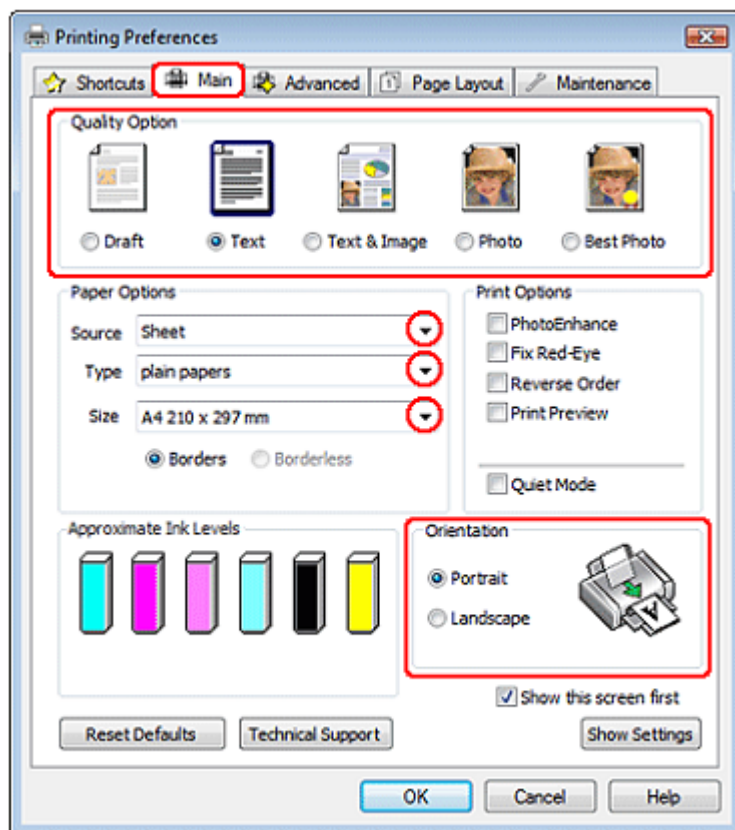 Printing Preferences
Shortcuts Main Advanced 1 Page Layout Maintenance
Quality Option
Draft Text Text & Image Photo Best Photo
Paper Options
Source Sheet
Type plain papers
Size A4 210 x 297 mm
Borders Borderless
Print Options
PhotoEnhance
Fix Red-Eye
Reverse Order
Print Preview
Quiet Mode
Approximate Ink Levels
Orientation
Portrait
Landscape
A
Show this screen first
Reset Defaults Technical Support Show Settings
OK Cancel Help